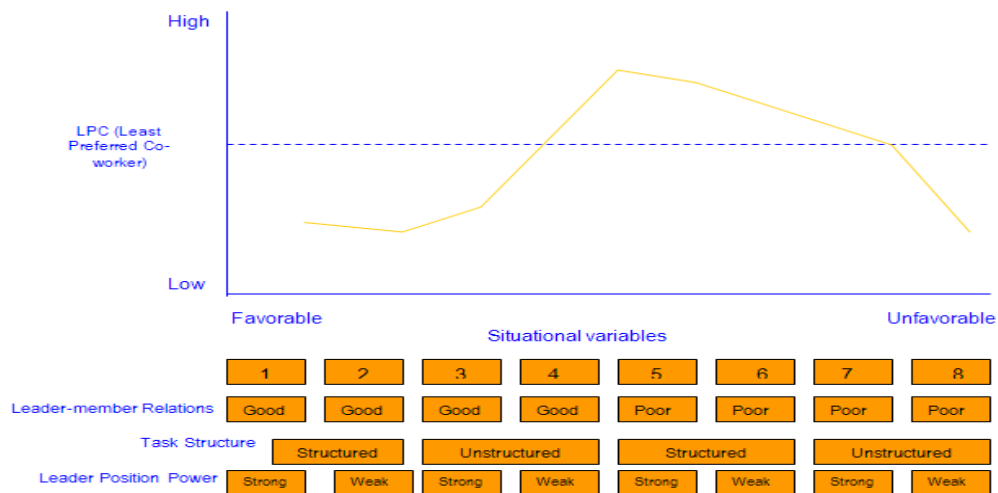 High
LPC (Least
Preferred Co-
worker)
Low
Favorable
Unfavorable
Situational variables
1 2 3 4 5 6 7 8
Leader-member Relations Good Good Good Good Poor Poor Poor Poor
Task Structure Structured Unstructured Structured Unstructured
Leader Position Power Strong Weak Strong Weak Strong Weak Strong Weak